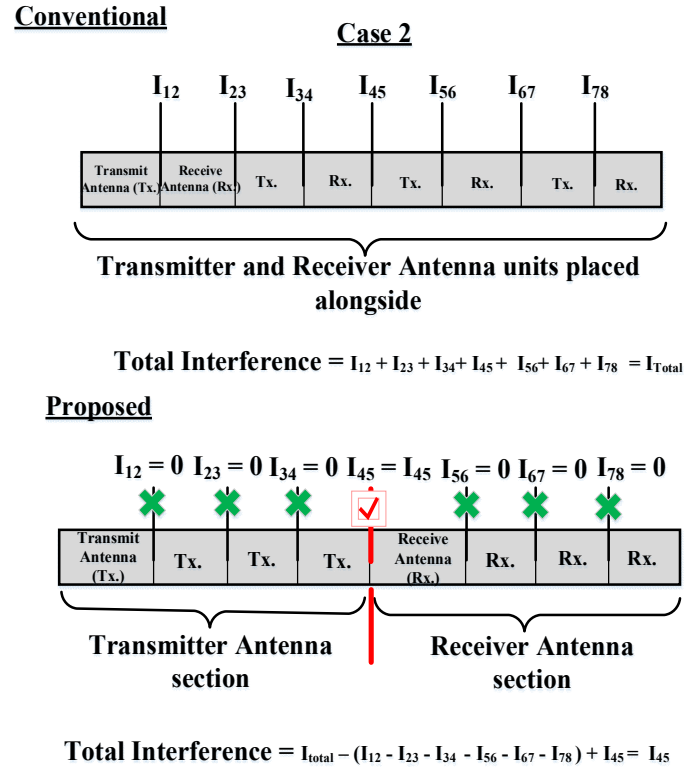 Conventional
Case 2
I₁₂ I₂₃ I₃₄ I₄₅ I₅₆ I₆₇ I₇₈
Transmit Antenna (Tx.) Receive Antenna (Rx.) Tx. Rx. Tx. Rx. Tx. Rx.
Transmitter and Receiver Antenna units placed
alongside
Total Interference = I₁₂ + I₂₃ + I₃₄+ I₄₅ + I₅₆+ I₆₇ + I₇₈ = I_Total
Proposed
I₁₂ = 0 I₂₃ = 0 I₃₄ = 0 I₄₅ = I₄₅ I₅₆ = 0 I₆₇ = 0 I₇₈ = 0
Transmit Antenna (Tx.) Tx. Tx. Tx. Receive Antenna (Rx.) Rx. Rx. Rx.
Transmitter Antenna section
Receiver Antenna section
Total Interference = I_total – (I₁₂ - I₂₃ - I₃₄ - I₅₆ - I₆₇ - I₇₈ ) + I₄₅ = I₄₅